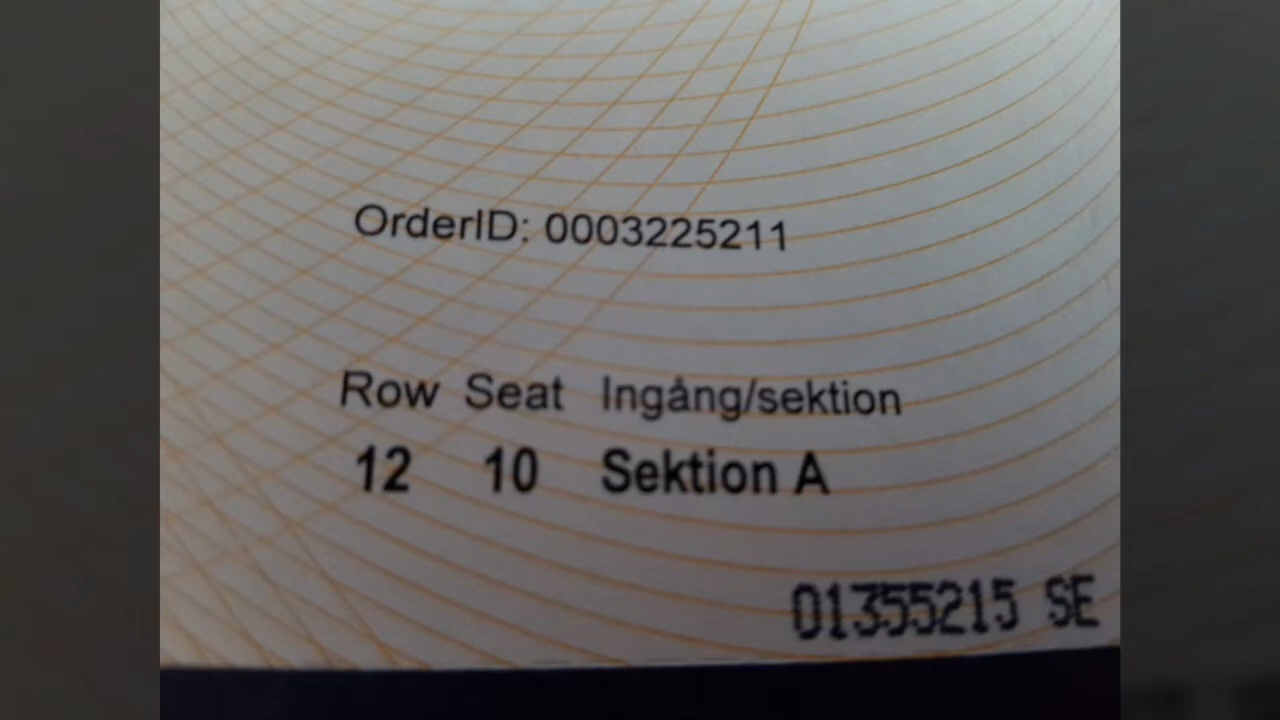 OrderID: 0003225211
Row Seat Ingång/sektion
12 10 Sektion A
01355215 SE